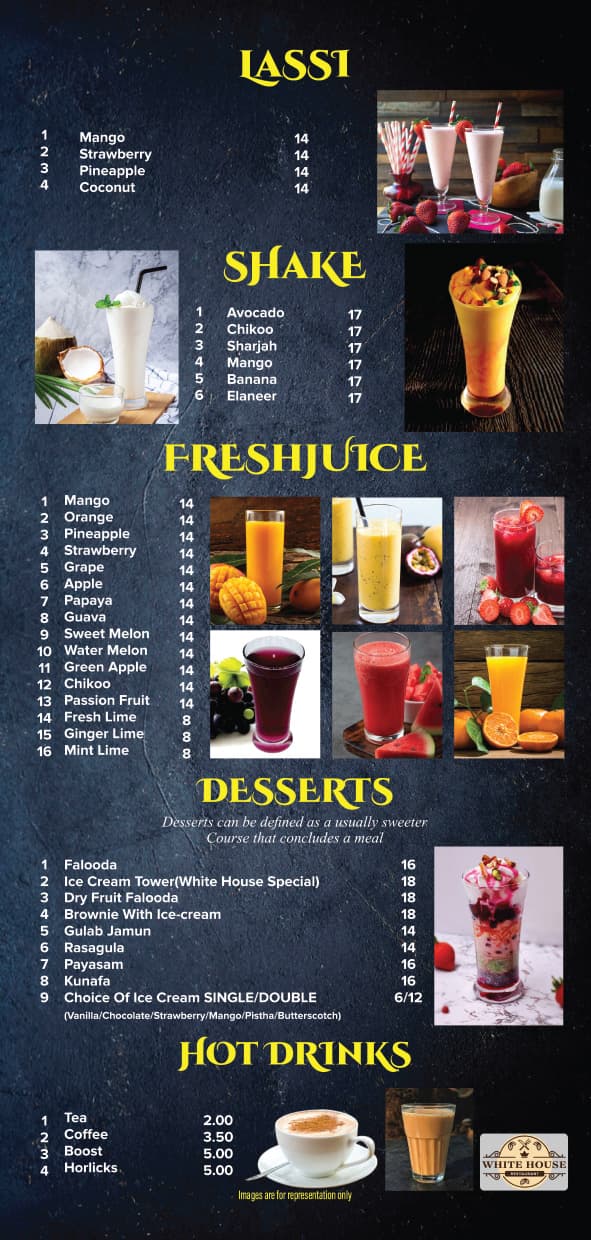 LASSI
1 Mango 14
2 Strawberry 14
3 Pineapple 14
4 Coconut 14
SHAKE
1 Avocado 17
2 Chikoo 17
3 Sharjah 17
4 Mango 17
5 Banana 17
6 Elaneer 17
FRESHJUICE
1 Mango 14
2 Orange 14
3 Pineapple 14
4 Strawberry 14
5 Grape 14
6 Apple 14
7 Papaya 14
8 Guava 14
9 Sweet Melon 14
10 Water Melon 14
11 Green Apple 14
12 Chikoo 14
13 Passion Fruit 14
14 Fresh Lime 8
15 Ginger Lime 8
16 Mint Lime 8
DESSERTS
Desserts can be defined as a usually sweeter
Course that concludes a meal
1 Falooda 16
2 Ice Cream Tower(White House Special) 18
3 Dry Fruit Falooda 18
4 Brownie With Ice-cream 18
5 Gulab Jamun 14
6 Rasagula 14
7 Payasam 16
8 Kunafa 16
9 Choice Of Ice Cream SINGLE/DOUBLE 6/12
(Vanilla/Chocolate/Strawberry/Mango/Pistha/Butterscotch)
HOT DRINKS
1 Tea 2.00
2 Coffee 3.50
3 Boost 5.00
4 Horlicks 5.00
WHITE HOUSE
RESTAURANT
Images are for representation only